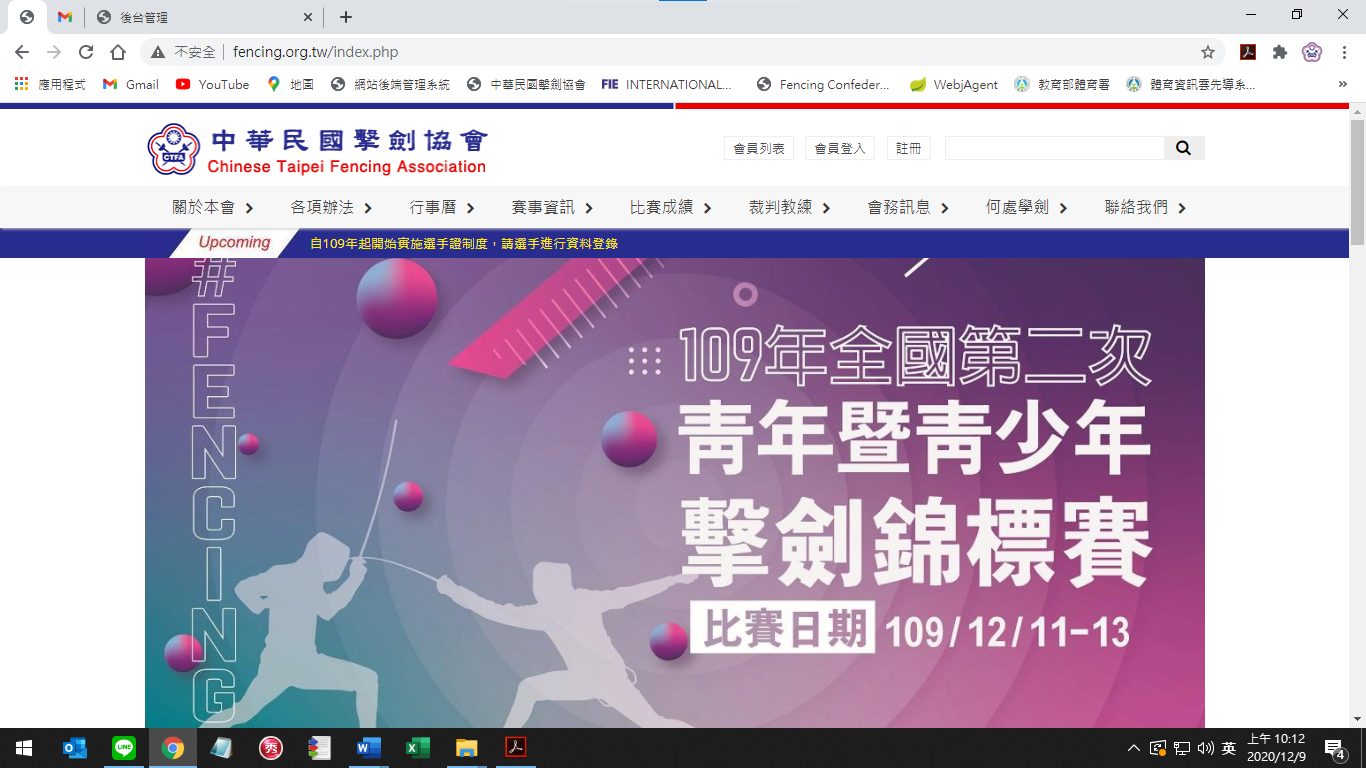 後台管理
不安全 | fencing.org.tw/index.php
應用程式 Gmail YouTube 地圖 網站後端管理系統 中華民國擊劍協會 FIE INTERNATIONAL... Fencing Confeder... WebjAgent 教育部體育署 體育資訊雲先導系...
中華民國擊劍協會
CTFA
Chinese Taipei Fencing Association
會員列表 會員登入 註冊
關於本會 各項辦法 行事曆 賽事資訊 比賽成績 裁判教練 會務訊息 何處學劍 聯絡我們
Upcoming 自109年起開始實施選手證制度，請選手進行資料登錄
#FENCING
109年全國第二次
青年暨青少年
擊劍錦標賽
比賽日期 109/12/11-13
LINE 秀 英 上午 10:12
2020/12/9
4